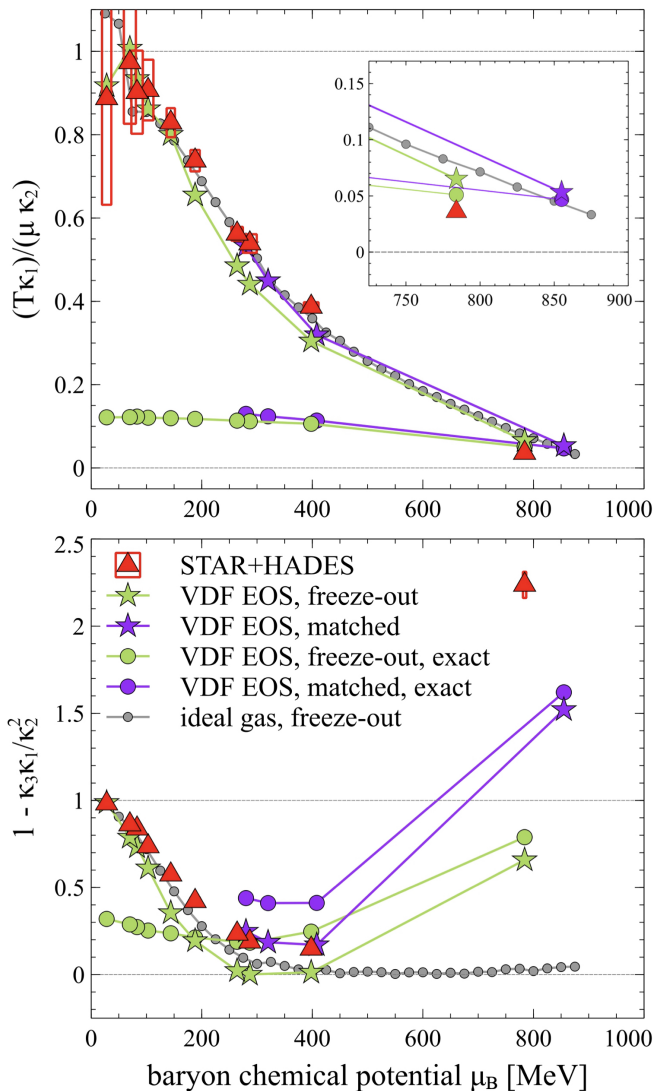 1
0.8
0.6
0.4
0.2
0
(Tκ₁)/(μ κ₂)
0.15
0.1
0.05
0
750 800 850 900
0 200 400 600 800 1000
2.5
2
1.5
1
0.5
0
1 - κ₃κ₁/κ₂²
STAR+HADES
VDF EOS, freeze-out
VDF EOS, matched
VDF EOS, freeze-out, exact
VDF EOS, matched, exact
ideal gas, freeze-out
0 200 400 600 800 1000
baryon chemical potential μ_B [MeV]